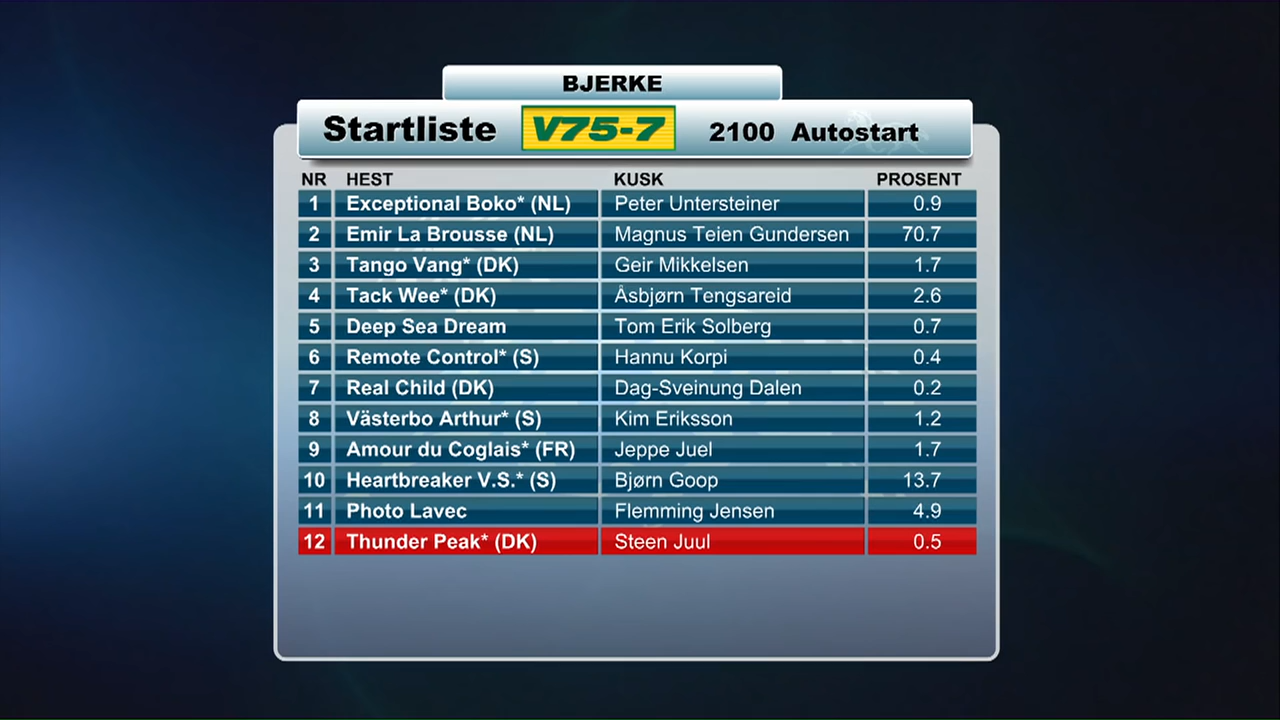 BJERKE
Startliste V75-7 2100 Autostart
NR HEST KUSK PROSENT
1 Exceptional Boko* (NL) Peter Untersteiner 0.9
2 Emir La Brousse (NL) Magnus Teien Gundersen 70.7
3 Tango Vang* (DK) Geir Mikkelsen 1.7
4 Tack Wee* (DK) Åsbjørn Tengsareid 2.6
5 Deep Sea Dream Tom Erik Solberg 0.7
6 Remote Control* (S) Hannu Korpi 0.4
7 Real Child (DK) Dag-Sveinung Dalen 0.2
8 Västerbo Arthur* (S) Kim Eriksson 1.2
9 Amour du Coglais* (FR) Jeppe Juel 1.7
10 Heartbreaker V.S.* (S) Bjørn Goop 13.7
11 Photo Lavec Flemming Jensen 4.9
12 Thunder Peak* (DK) Steen Juul 0.5